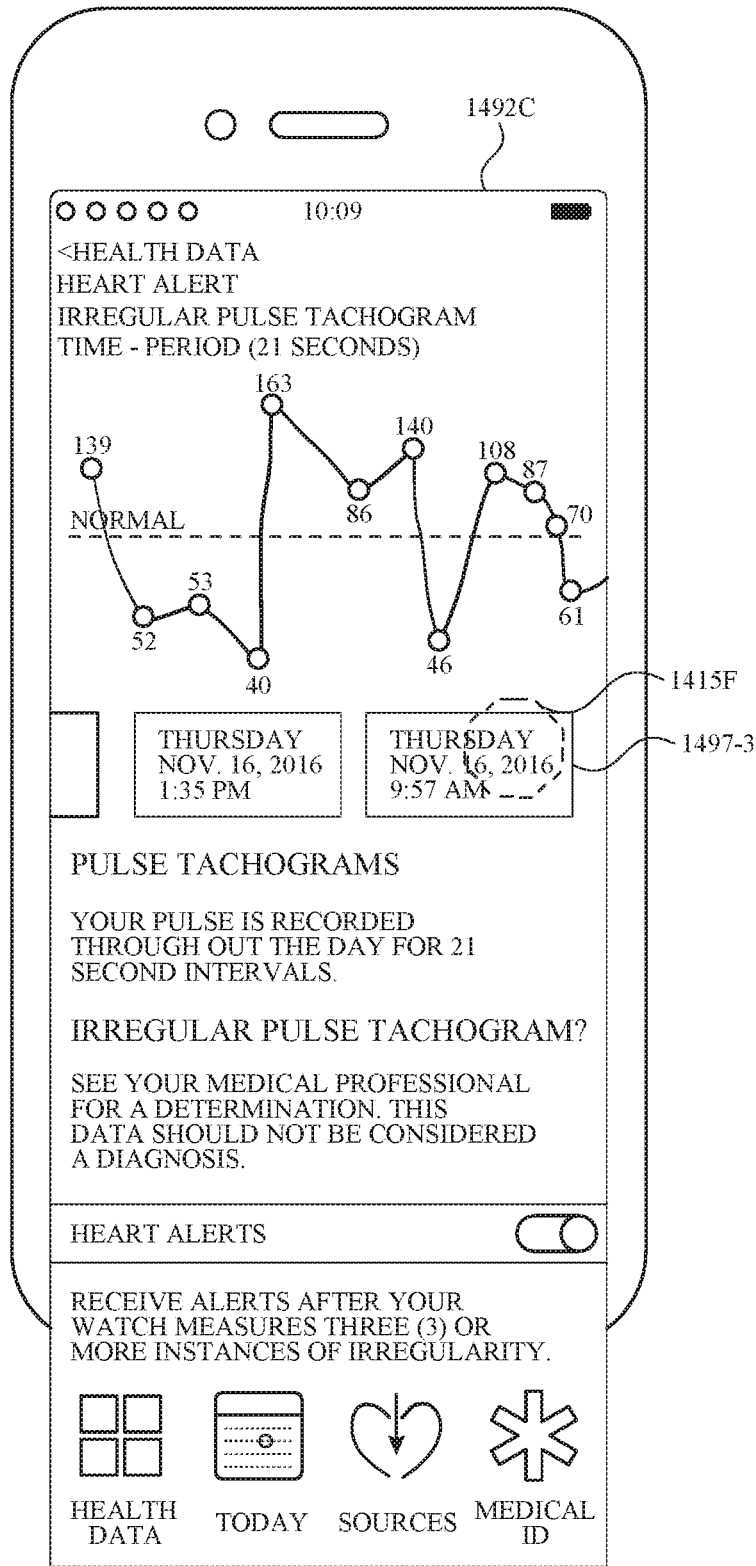 1492C
10:09
<HEALTH DATA
HEART ALERT
IRREGULAR PULSE TACHOGRAM
TIME - PERIOD (21 SECONDS)
163
139
140
108
87
86
70
NORMAL
53
52
61
46
40
1415F
1497-3
THURSDAY
NOV. 16, 2016
1:35 PM
THURSDAY
NOV. 16, 2016
9:57 AM
PULSE TACHOGRAMS
YOUR PULSE IS RECORDED
THROUGH OUT THE DAY FOR 21
SECOND INTERVALS.
IRREGULAR PULSE TACHOGRAM?
SEE YOUR MEDICAL PROFESSIONAL
FOR A DETERMINATION. THIS
DATA SHOULD NOT BE CONSIDERED
A DIAGNOSIS.
HEART ALERTS
RECEIVE ALERTS AFTER YOUR
WATCH MEASURES THREE (3) OR
MORE INSTANCES OF IRREGULARITY.
HEALTH
DATA
TODAY
SOURCES
MEDICAL
ID